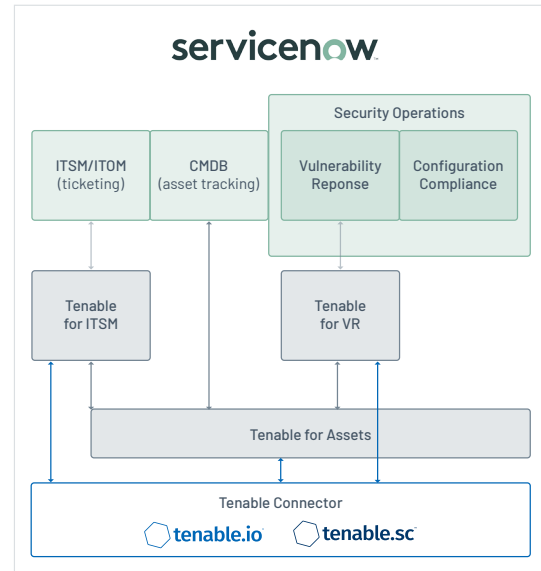 servicenow
Security Operations
ITSM/ITOM
(ticketing)
CMDB
(asset tracking)
Vulnerability
Reponse
Configuration
Compliance
Tenable
for ITSM
Tenable
for VR
Tenable for Assets
Tenable Connector
tenable.io
tenable.sc